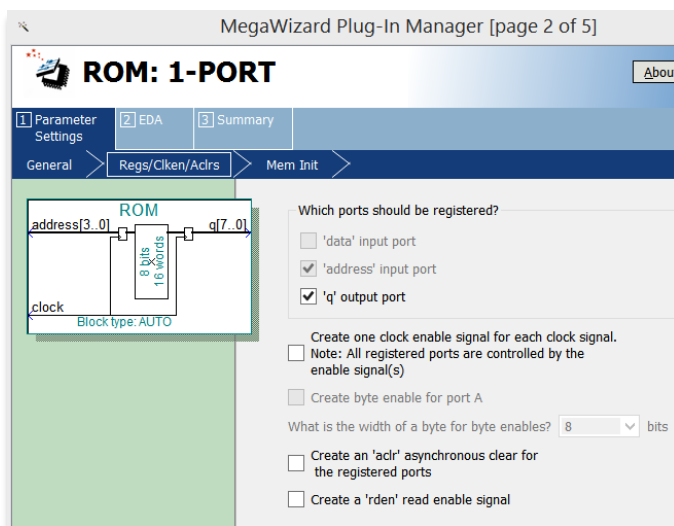 MegaWizard Plug-In Manager [page 2 of 5]
ROM: 1-PORT
Abou
1 Parameter Settings
2 EDA
3 Summary
General
Regs/Clken/Aclrs
Mem Init
ROM
address[3..0]
q[7..0]
8 bits
16 words
clock
Block type: AUTO
Which ports should be registered?
'data' input port
'address' input port
'q' output port
Create one clock enable signal for each clock signal.
Note: All registered ports are controlled by the
enable signal(s)
Create byte enable for port A
What is the width of a byte for byte enables? 8 bits
Create an 'aclr' asynchronous clear for
the registered ports
Create a 'rden' read enable signal